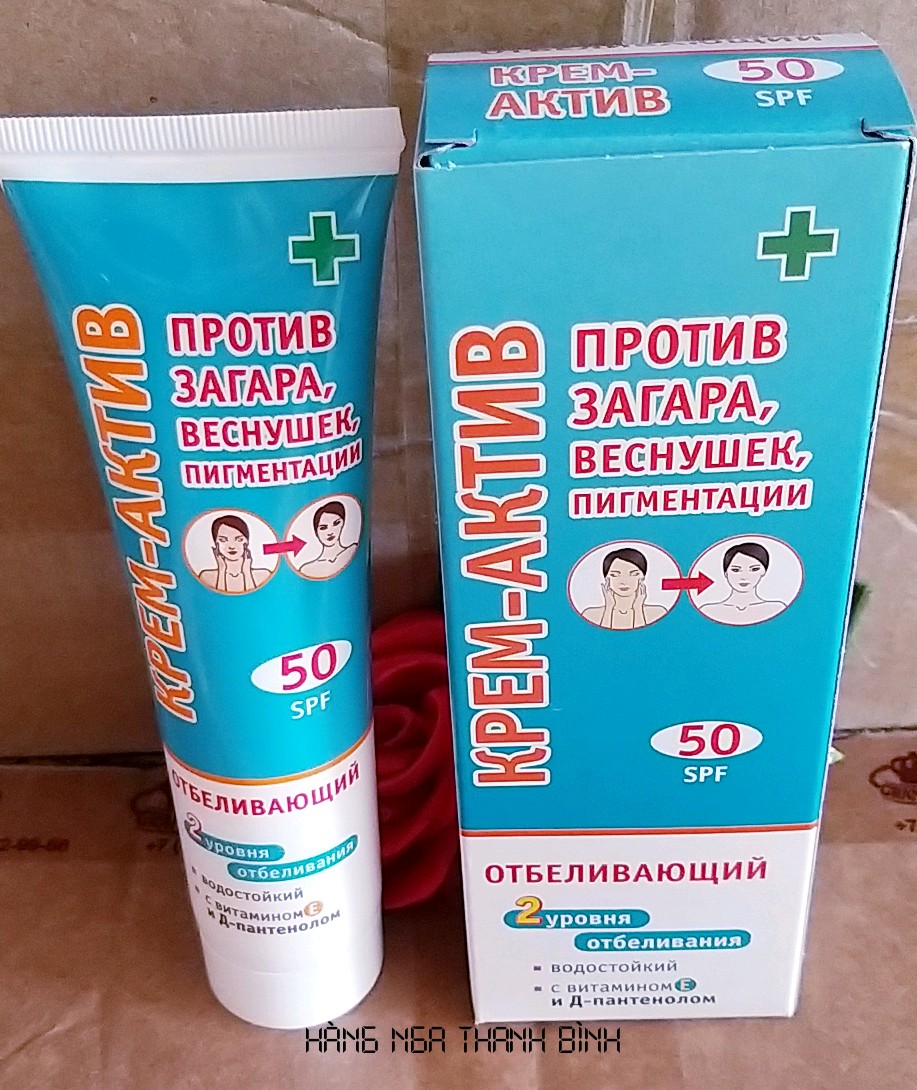 КРЕМ-АКТИВ
ПРОТИВ
ЗАГАРА,
ВЕСНУШЕК,
ПИГМЕНТАЦИИ
50
SPF
ОТБЕЛИВАЮЩИЙ
2 уровня
отбеливания
водостойкий
с витамином E
и Д-пантенолом
КРЕМ-
АКТИВ
50
SPF
КРЕМ-АКТИВ
ПРОТИВ
ЗАГАРА,
ВЕСНУШЕК,
ПИГМЕНТАЦИИ
50
SPF
ОТБЕЛИВАЮЩИЙ
2 уровня
отбеливания
водостойкий
с витамином E
и Д-пантенолом
HÀNG NGA THANH BÌNH